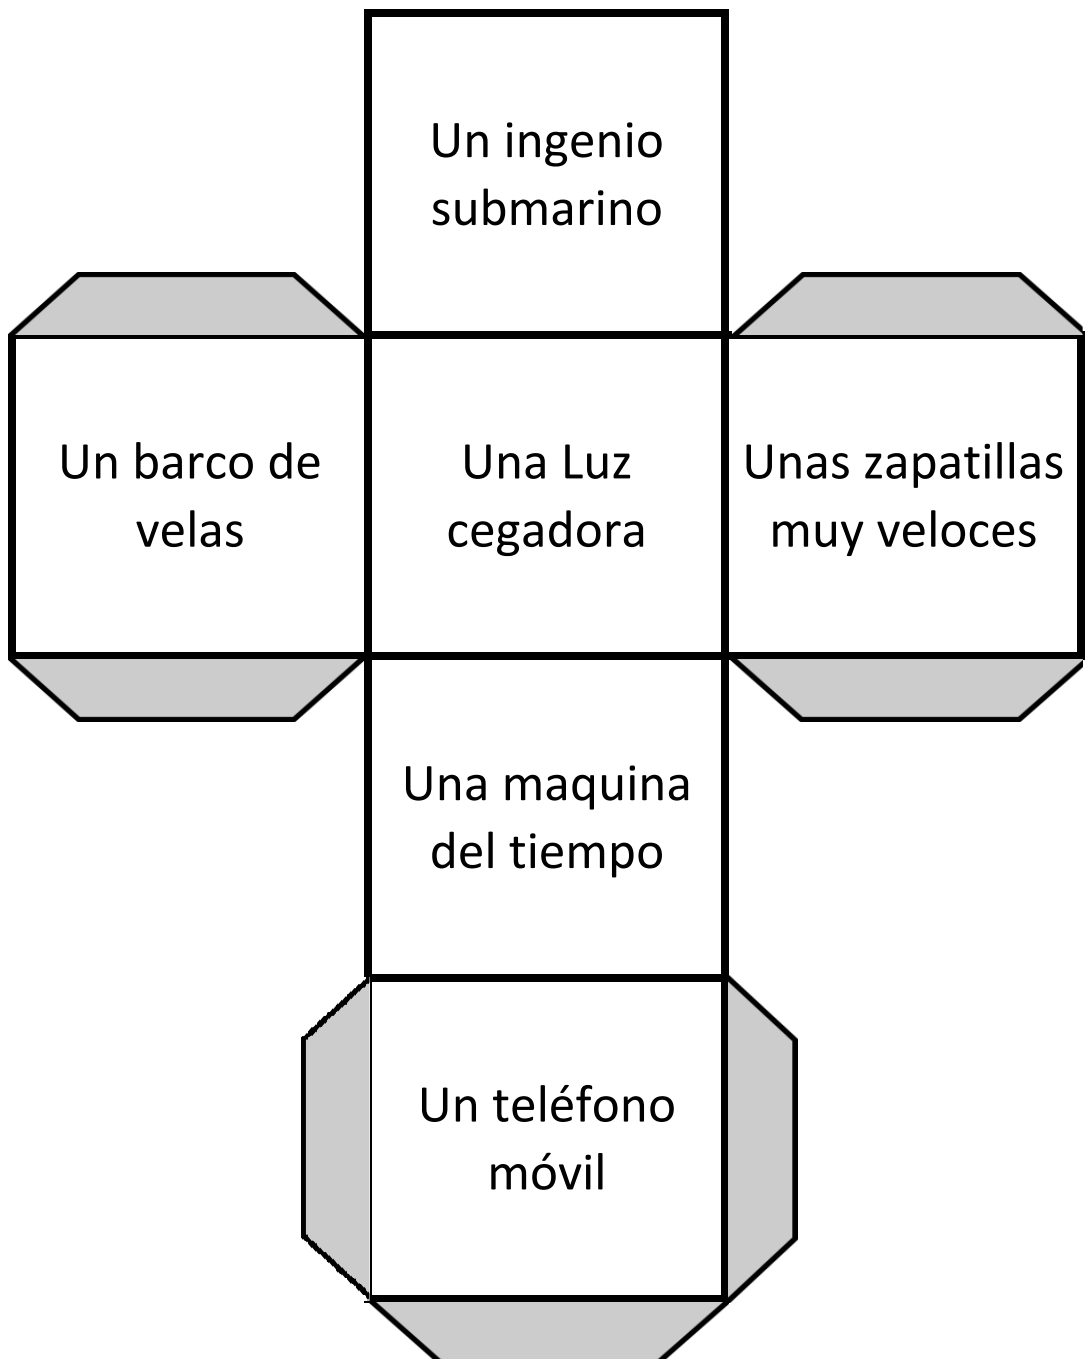 Un ingenio
submarino
Un barco de
velas
Una Luz
cegadora
Unas zapatillas
muy veloces
Una maquina
del tiempo
Un teléfono
móvil